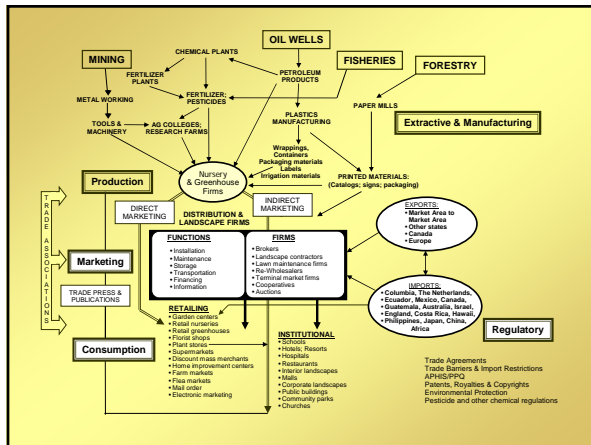 OIL WELLS
CHEMICAL PLANTS
MINING
FISHERIES
FORESTRY
FERTILIZER
PLANTS
PETROLEUM
PRODUCTS
METAL WORKING
FERTILIZER;
PESTICIDES
PAPER MILLS
PLASTICS
MANUFACTURING
TOOLS &
MACHINERY
AG COLLEGES;
RESEARCH FARMS
Extractive & Manufacturing
Wrappings,
Containers
Packaging materials
Labels
Irrigation materials
Nursery
& Greenhouse
Firms
PRINTED MATERIALS:
(Catalogs; signs; packaging)
Production
DIRECT
MARKETING
INDIRECT
MARKETING
DISTRIBUTION &
LANDSCAPE FIRMS
TRADE ASSOCIATIONS
EXPORTS:
• Market Area to
Market Area
• Other states
• Canada
• Europe
FUNCTIONS
• Installation
• Maintenance
• Storage
• Transportation
• Financing
• Information
FIRMS
• Brokers
• Landscape contractors
• Lawn maintenance firms
• Re-Wholesalers
• Terminal market firms
• Cooperatives
• Auctions
Marketing
TRADE PRESS &
PUBLICATIONS
IMPORTS:
• Columbia, The Netherlands,
• Ecuador, Mexico, Canada,
• Guatemala, Australia, Israel,
• England, Costa Rica, Hawaii,
• Philippines, Japan, China,
Africa
RETAILING
• Garden centers
• Retail nurseries
• Retail greenhouses
• Florist shops
• Plant stores
• Supermarkets
• Discount mass merchants
• Home improvement centers
• Farm markets
• Flea markets
• Mail order
• Electronic marketing
INSTITUTIONAL
• Schools
• Hotels; Resorts
• Hospitals
• Restaurants
• Interior landscapes
• Malls
• Corporate landscapes
• Public buildings
• Community parks
• Churches
Consumption
Regulatory
Trade Agreements
Trade Barriers & Import Restrictions
APHIS/PPQ
Patents, Royalties & Copyrights
Environmental Protection
Pesticide and other chemical regulations